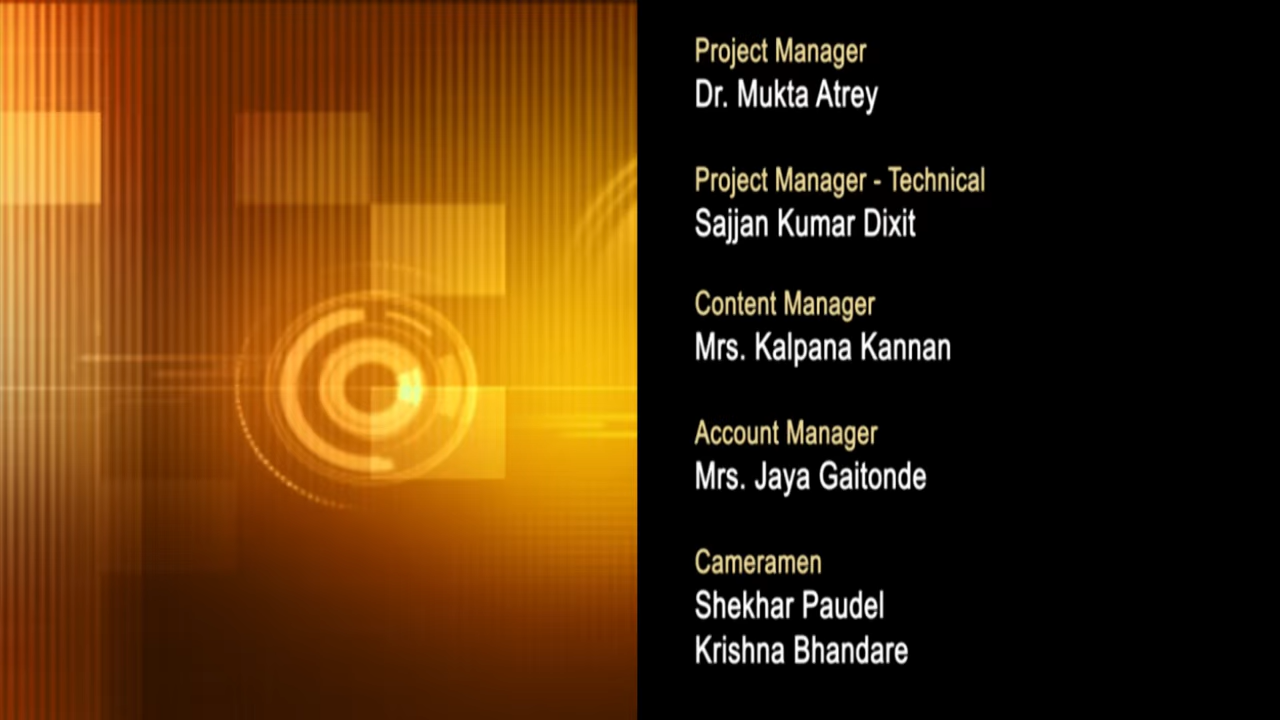 Project Manager
Dr. Mukta Atrey
Project Manager - Technical
Sajjan Kumar Dixit
Content Manager
Mrs. Kalpana Kannan
Account Manager
Mrs. Jaya Gaitonde
Cameramen
Shekhar Paudel
Krishna Bhandare